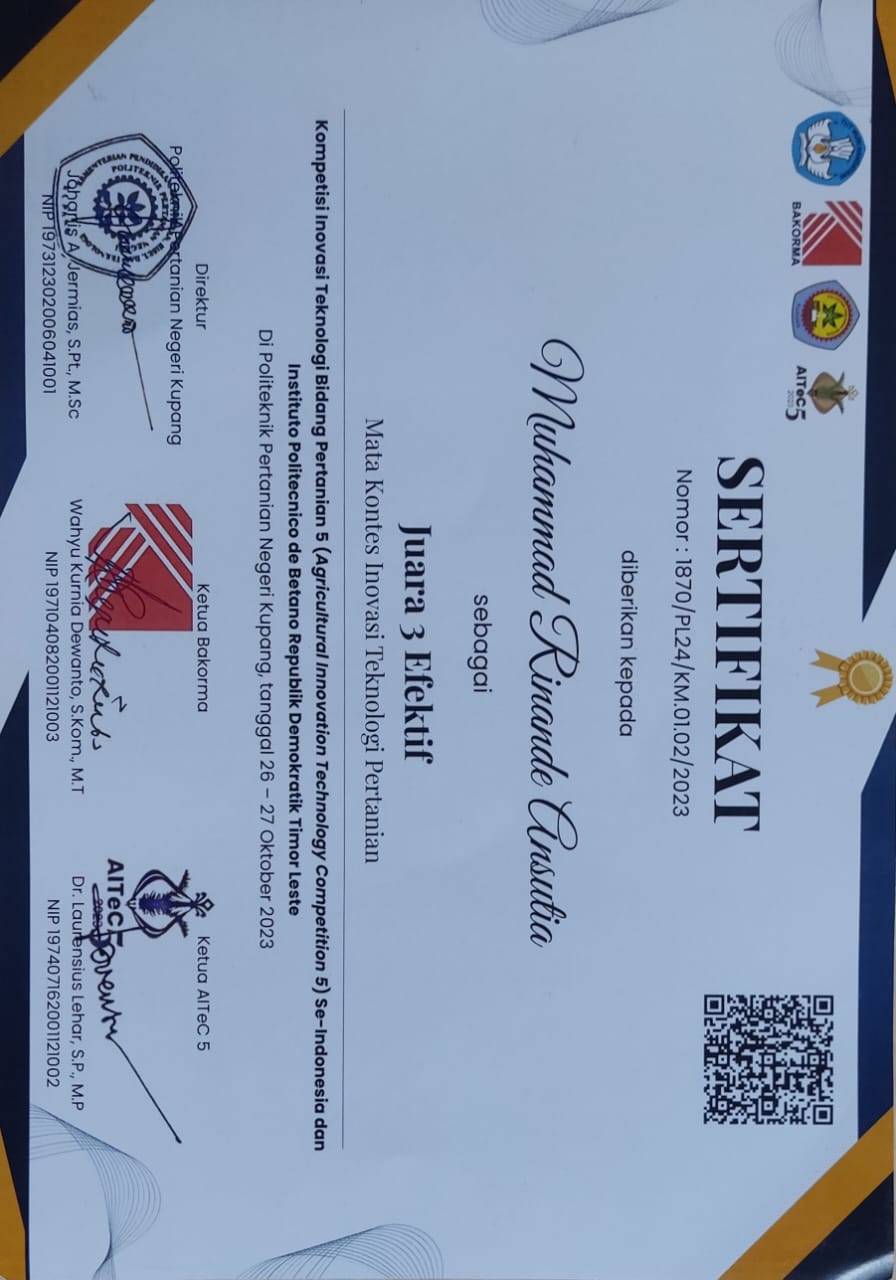 BAKORMA
AITeC 5
2023
SERTIFIKAT
Nomor : 1870/PL24/KM.01.02/2023
diberikan kepada
Muhammad Rinande Ansutia
sebagai
Juara 3 Efektif
Mata Kontes Inovasi Teknologi Pertanian
Kompetisi Inovasi Teknologi Bidang Pertanian 5 (Agricultural Innovation Technology Competition 5) Se-Indonesia dan
Instituto Politecnico de Betano Republik Demokratik Timor Leste
Di Politeknik Pertanian Negeri Kupang, tanggal 26 – 27 Oktober 2023
Direktur
Politeknik Pertanian Negeri Kupang
Johanis A. Jermias, S.Pt., M.Sc
NIP 197312302006041001
Ketua Bakorma
Wahyu Kurnia Dewanto, S.Kom., M.T
NIP 197104082001121003
Ketua AITeC 5
AITeC 5
2023
Dr. Laurensius Lehar, S.P., M.P
NIP 197407162001121002